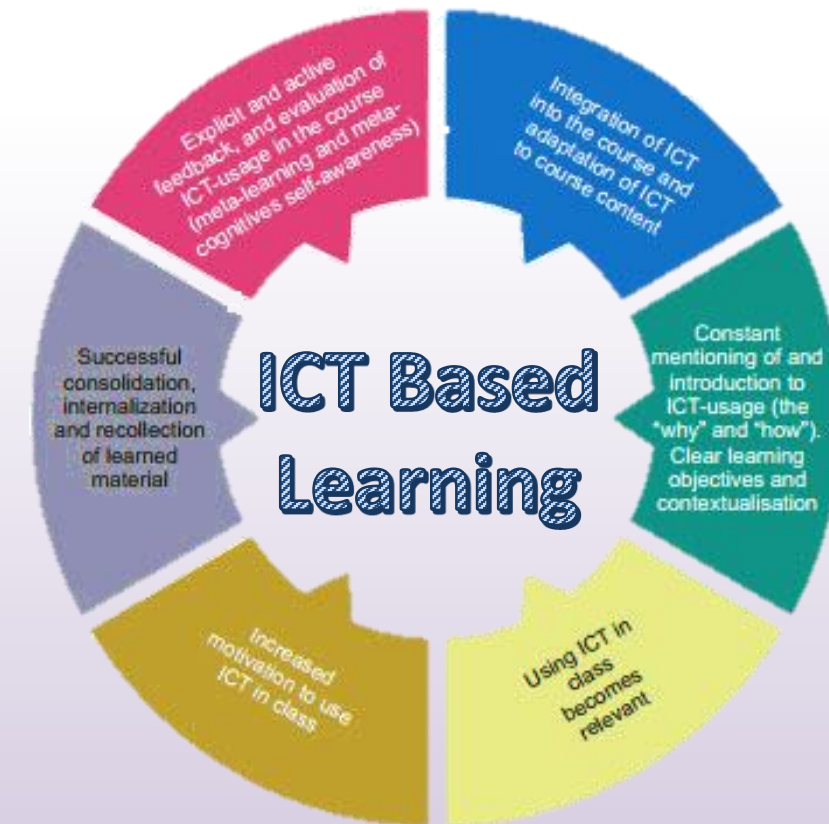 Explicit and active
feedback, and evaluation of
ICT-usage in the course
(meta-learning and meta-
cognitives self-awareness)
Integration of ICT
into the course and
adaptation of ICT
to course content
Constant
mentioning of and
introduction to
ICT-usage (the
"why" and "how").
Clear learning
objectives and
contextualisation
Using ICT in
class
becomes
relevant
Increased
motivation to use
ICT in class
Successful
consolidation,
internalization
and recollection
of learned
material
ICT Based
Learning